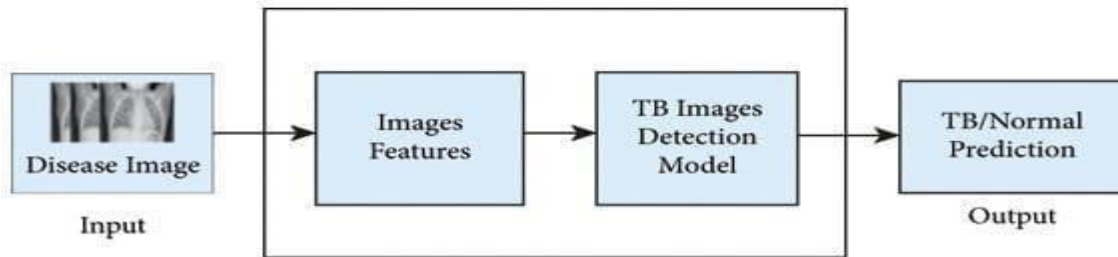 Disease Image
Input
Images
Features
TB Images
Detection
Model
TB/Normal
Prediction
Output